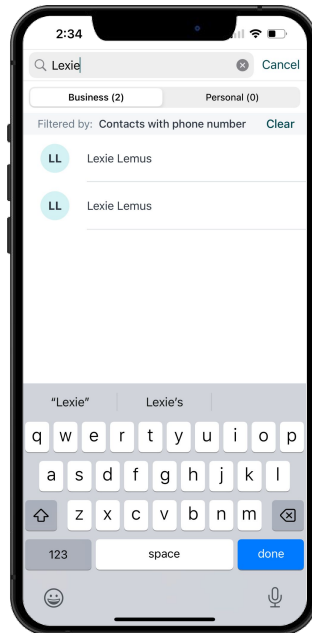 2:34
Lexie
Cancel
Business (2)
Personal (0)
Filtered by: Contacts with phone number Clear
LL Lexie Lemus
LL Lexie Lemus
“Lexie” Lexie’s
q w e r t y u i o p
a s d f g h j k l
z x c v b n m
123 space done